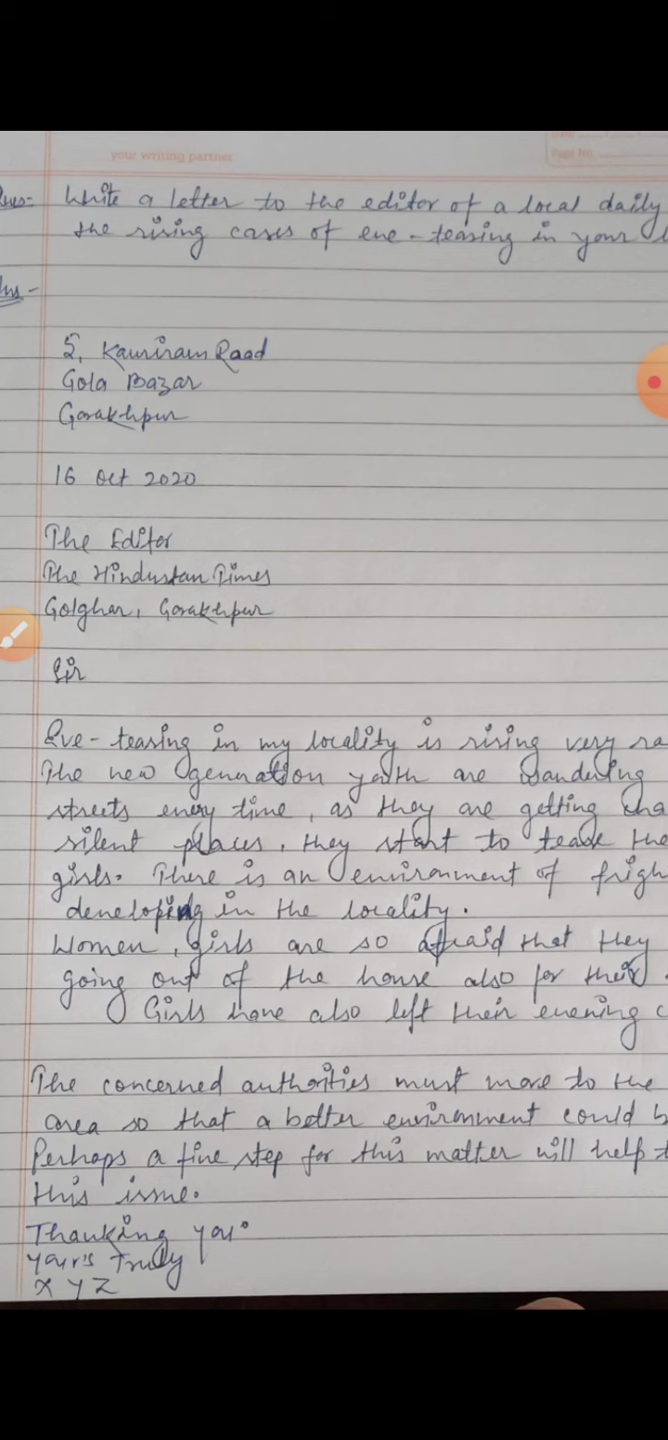 your writing partner
Date
Page No.
Ques- Write a letter to the editor of a local daily
the rising cases of eve-teasing in your l
Ans-
5, Kauriram Road
Gola Bazar
Gorakhpur
16 Oct 2020
The Editor
The Hindustan Times
Golghar, Gorakhpur
Sir
Eve-teasing in my locality is rising very ra
The new generation youth are wandering
streets every time, as they are getting cha
silent places, they start to tease the
girls. There is an environment of frigh
developing in the locality.
Women, girls are so afraid that they
going out of the house also for their
Girls have also left their evening c
The concerned authorities must move to the
area so that a better environment could b
Perhaps a fine step for this matter will help t
this issue.
Thanking you.
Your's Truly
X Y Z